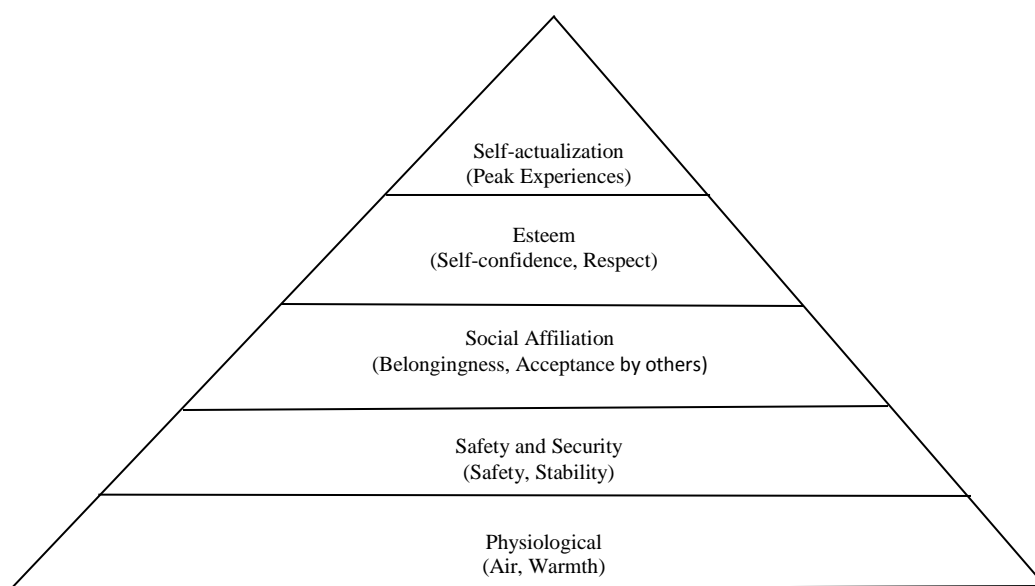 Self-actualization
(Peak Experiences)
Esteem
(Self-confidence, Respect)
Social Affiliation
(Belongingness, Acceptance by others)
Safety and Security
(Safety, Stability)
Physiological
(Air, Warmth)